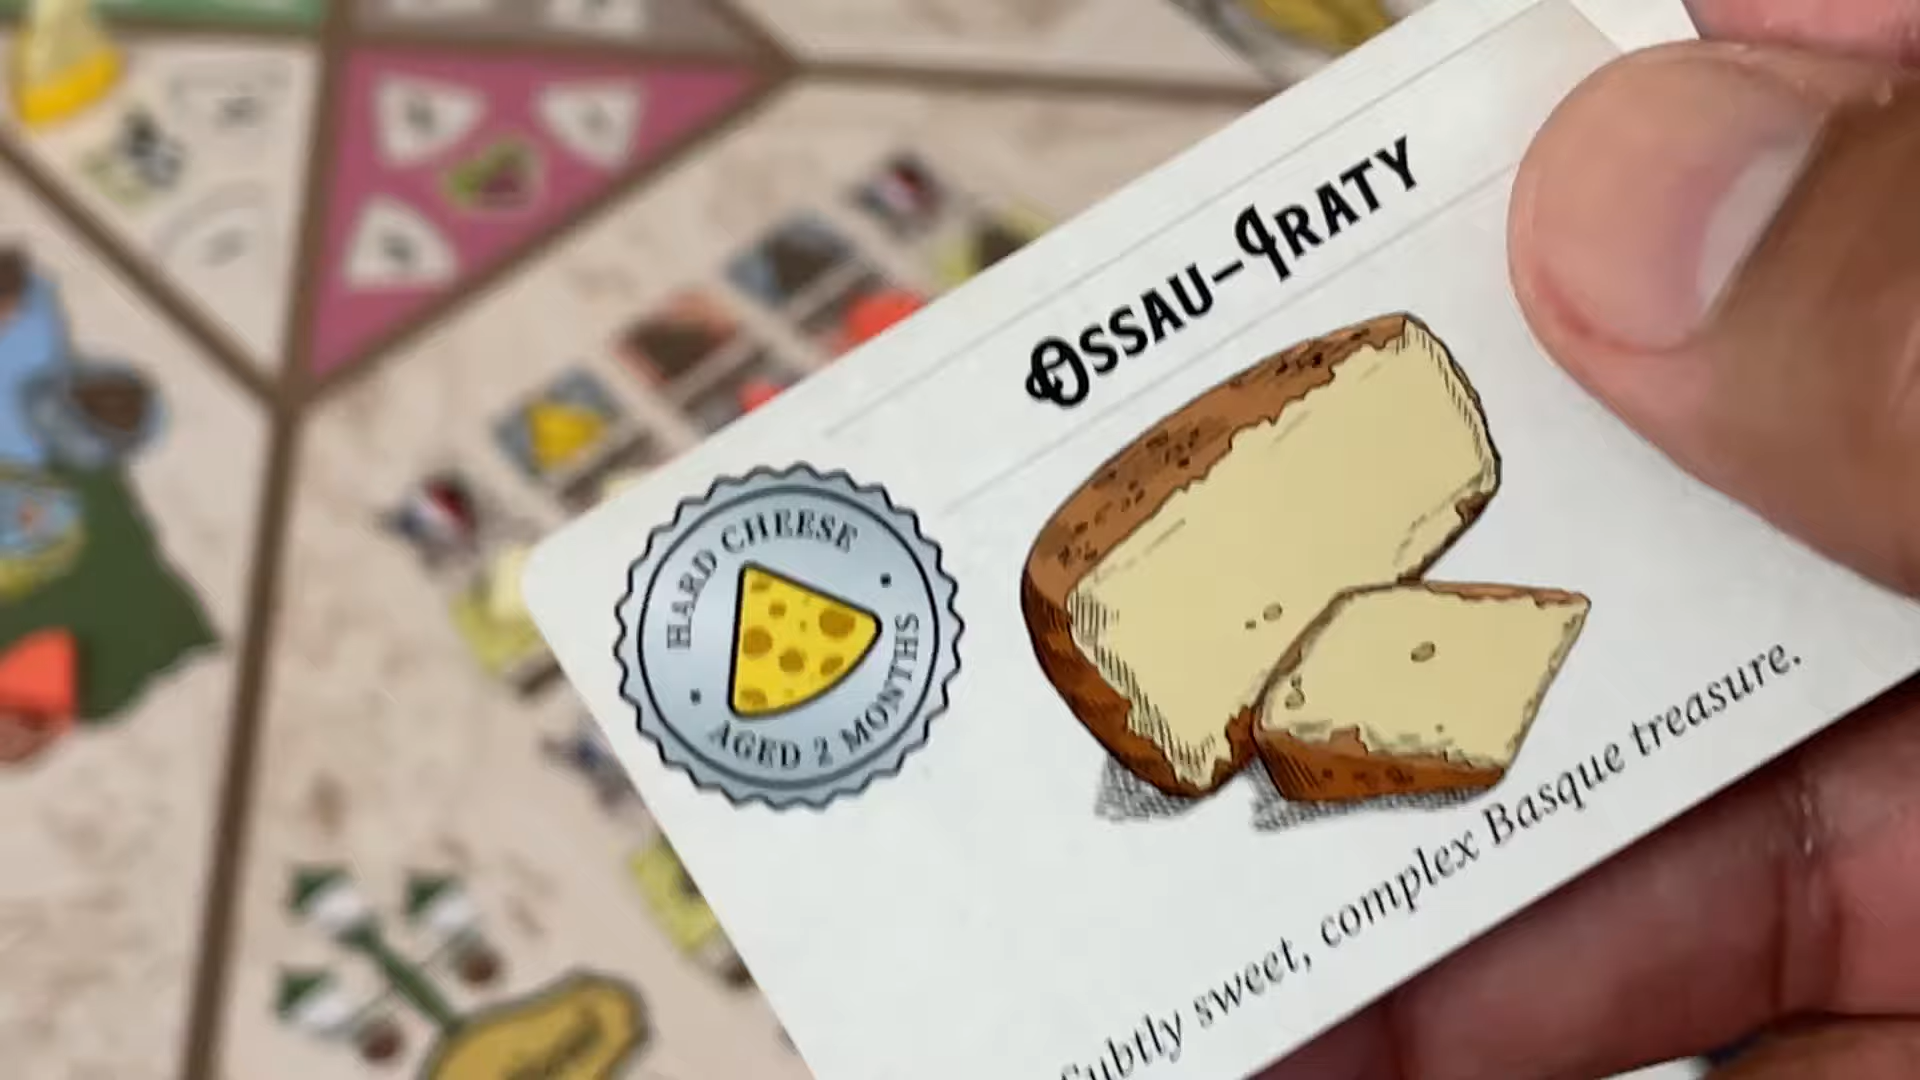 OSSAU-IRATY
HARD CHEESE
AGED 2 MONTHS
Subtly sweet, complex Basque treasure.